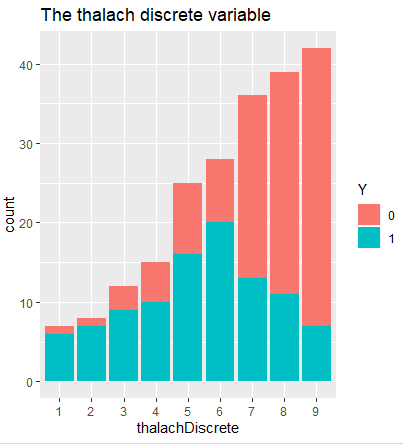 The thalach discrete variable
40
30
20
10
0
count
1 2 3 4 5 6 7 8 9
thalachDiscrete
Y
0
1